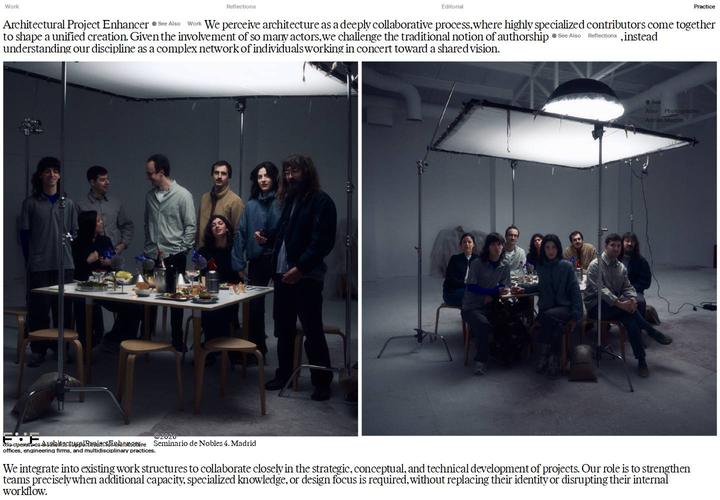 Work Reflections Editorial Practice
Architectural Project Enhancer See Also Work We perceive architecture as a deeply collaborative process, where highly specialized contributors come together
to shape a unified creation. Given the involvement of so many actors, we challenge the traditional notion of authorship See Also Reflections , instead
understanding our discipline as a complex network of individuals working in concert toward a shared vision.
See
Also Photography
©2026
Architectural Project Enhancer Seminario de Nobles 4. Madrid
offices, engineering firms, and multidisciplinary practices.
We integrate into existing work structures to collaborate closely in the strategic, conceptual, and technical development of projects. Our role is to strengthen
teams precisely when additional capacity, specialized knowledge, or design focus is required, without replacing their identity or disrupting their internal
workflow.